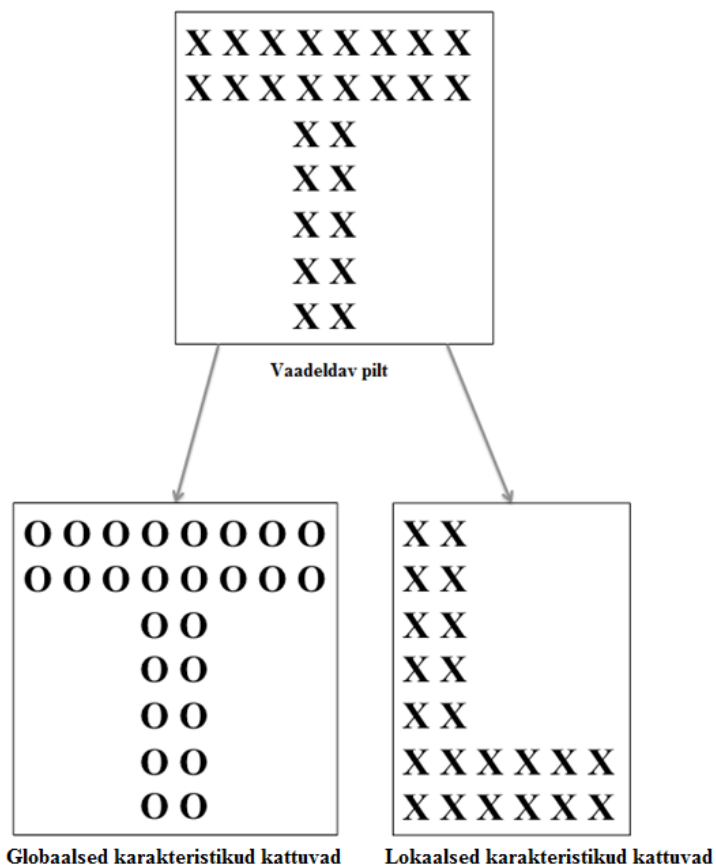 X X X X X X X X
X X X X X X X X
X X
X X
X X
X X
X X
Vaadeldav pilt
O O O O O O O O
O O O O O O O O
O O
O O
O O
O O
O O
Globaalsed karakteristikud kattuvad
X X
X X
X X
X X
X X
X X X X X X
X X X X X X
Lokaalsed karakteristikud kattuvad